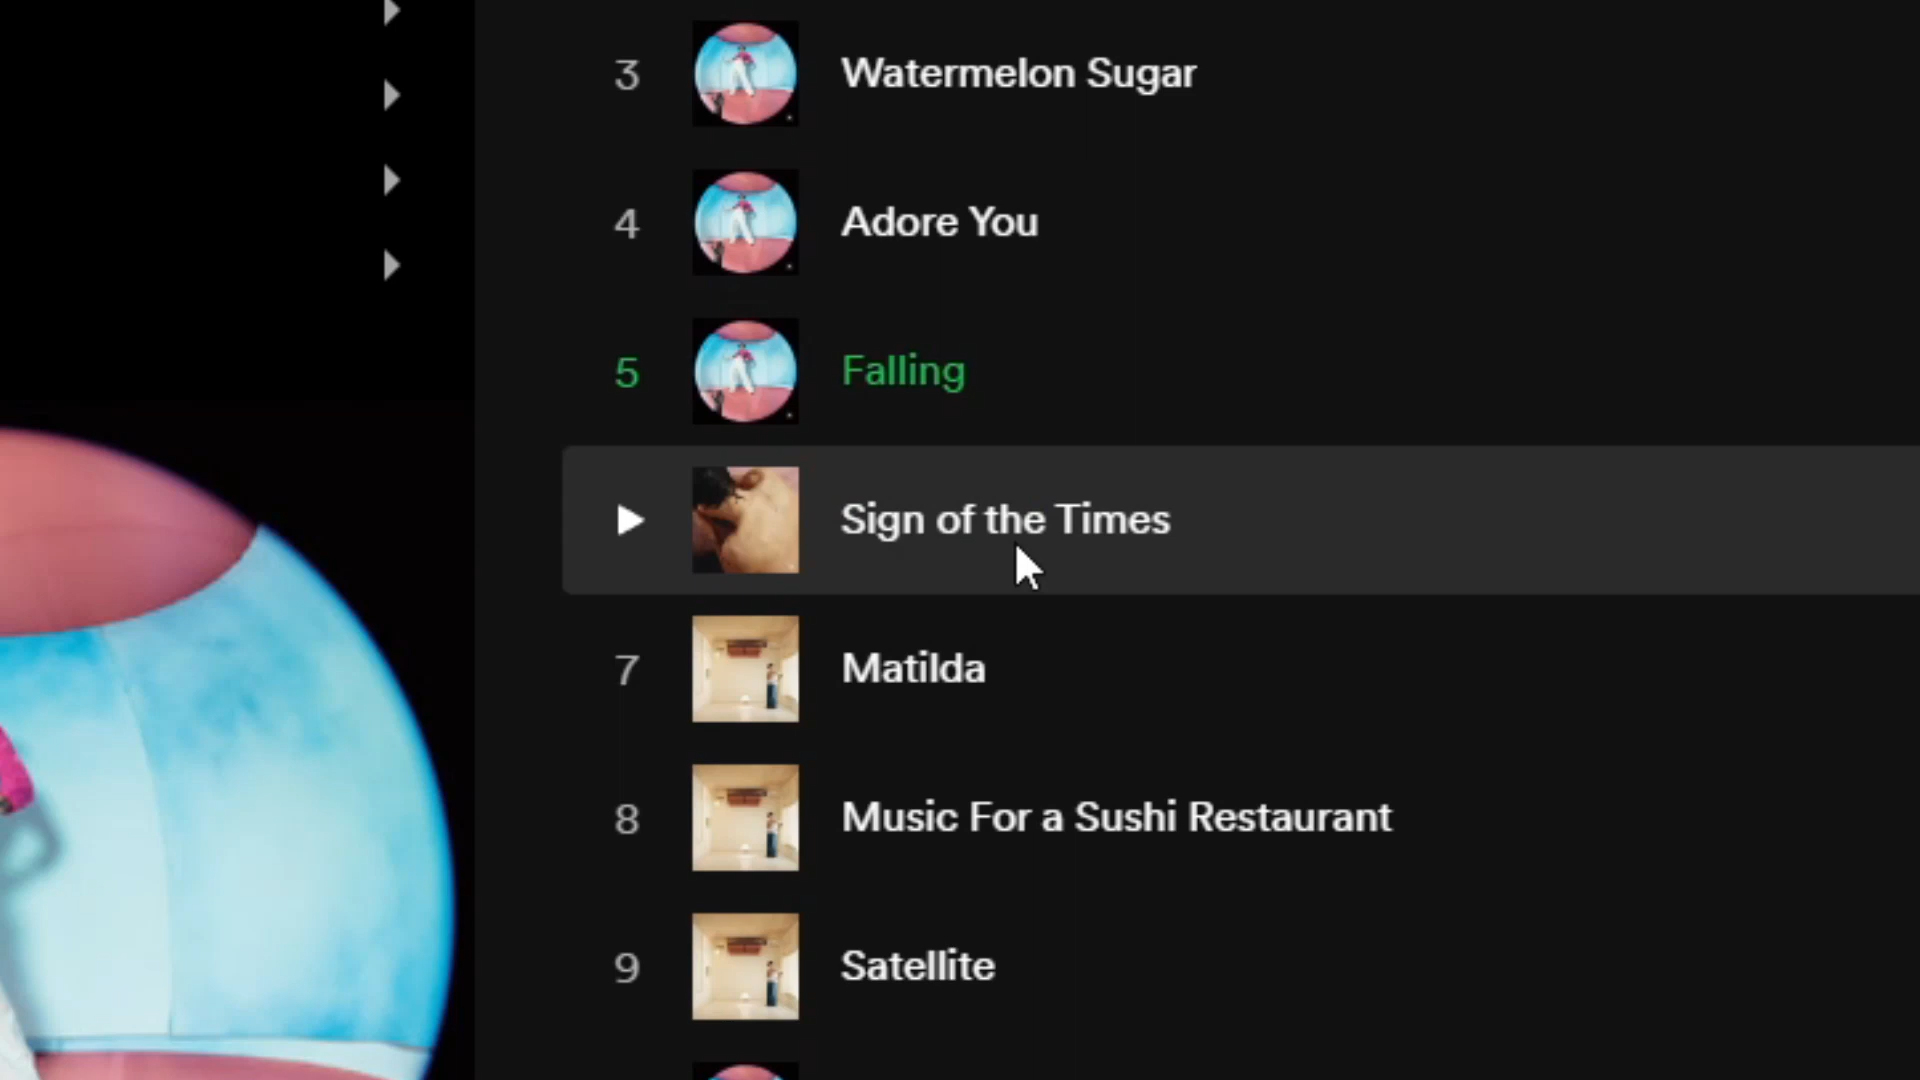 3 Watermelon Sugar
4 Adore You
5 Falling
Sign of the Times
7 Matilda
8 Music For a Sushi Restaurant
9 Satellite